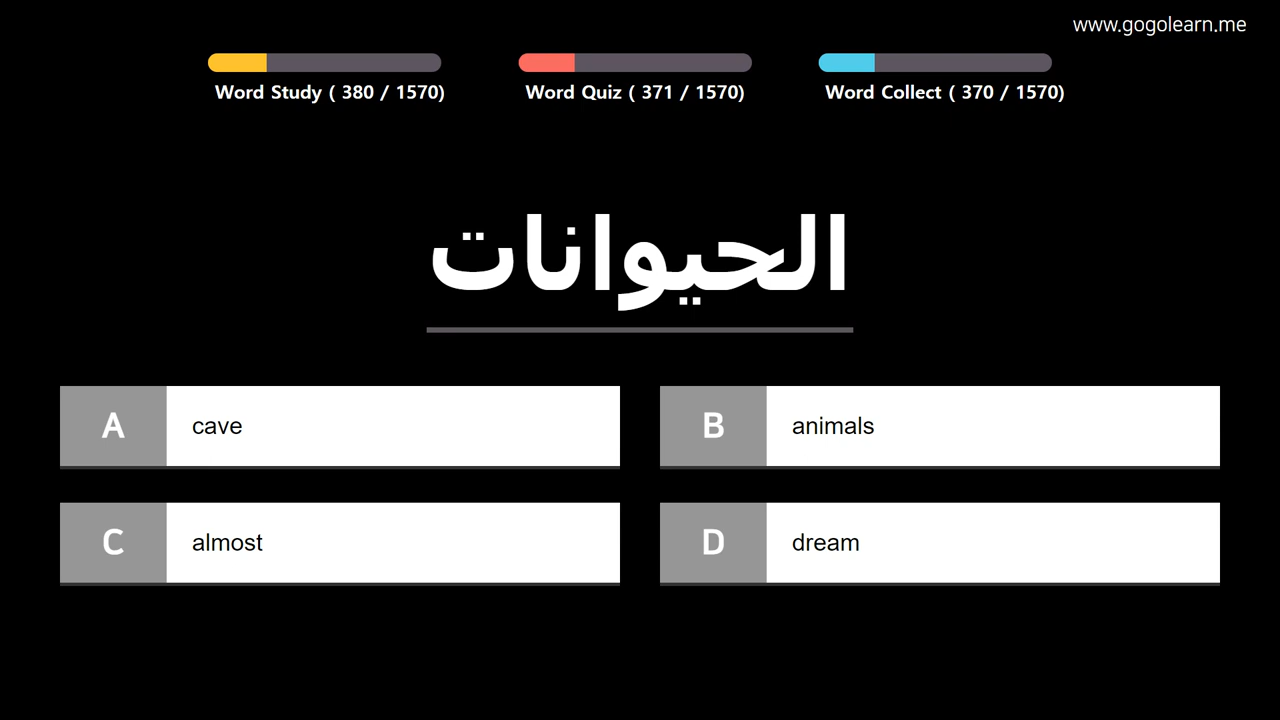 www.gogolearn.me
Word Study ( 380 / 1570)
Word Quiz ( 371 / 1570)
Word Collect ( 370 / 1570)
الحيوانات
A cave
B animals
C almost
D dream